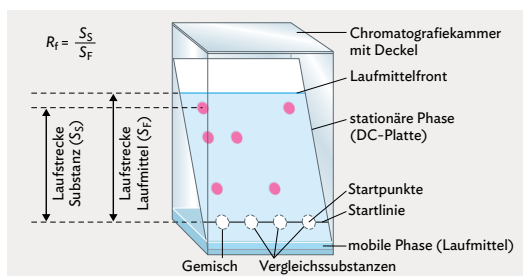 R_f = S_S / S_F
Chromatografiekammer
mit Deckel
Laufmittelfront
stationäre Phase
(DC-Platte)
Laufstrecke
Substanz (S_S)
Laufstrecke
Laufmittel (S_F)
Startpunkte
Startlinie
mobile Phase (Laufmittel)
Gemisch
Vergleichssubstanzen